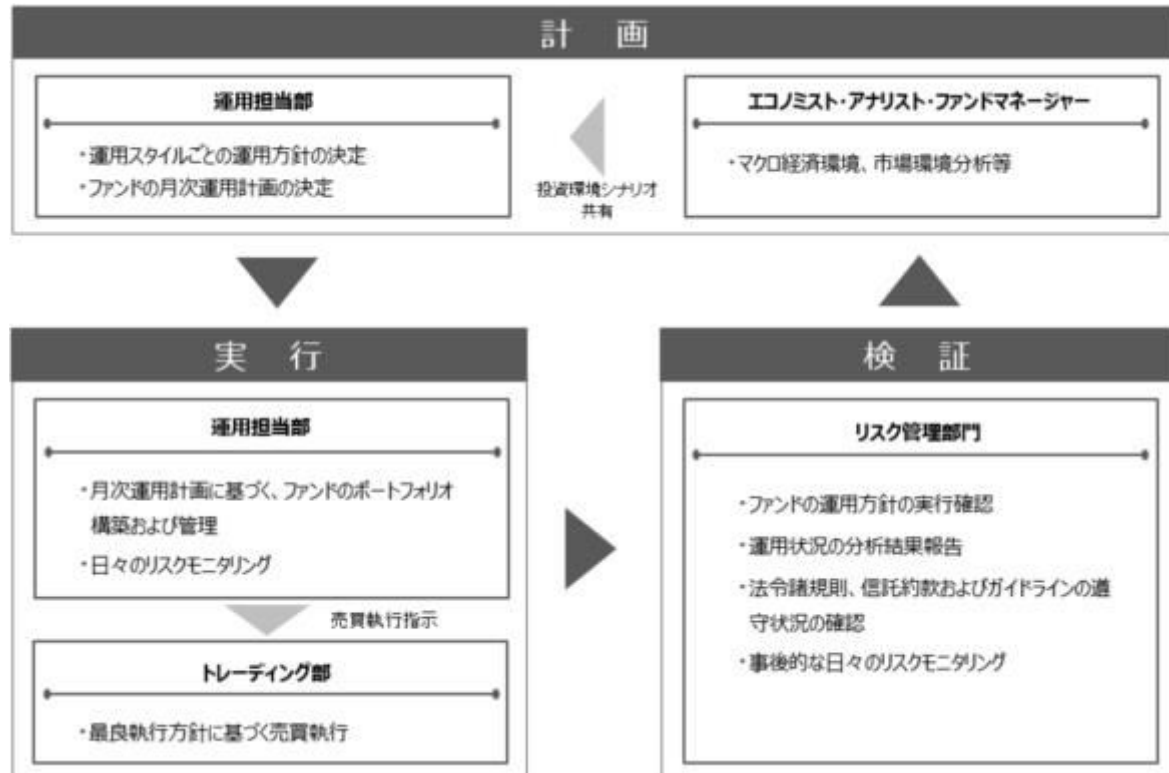 計 画
運用担当部
・運用スタイルごとの運用方針の決定
・ファンドの月次運用計画の決定
投資環境シナリオ
共有
エコノミスト・アナリスト・ファンドマネージャー
・マクロ経済環境、市場環境分析等
実 行
運用担当部
・月次運用計画に基づく、ファンドのポートフォリオ
構築および管理
・日々のリスクモニタリング
売買執行指示
トレーディング部
・最良執行方針に基づく売買執行
検 証
リスク管理部門
・ファンドの運用方針の実行確認
・運用状況の分析結果報告
・法令諸規則、信託約款およびガイドラインの遵
守状況の確認
・事後的な日々のリスクモニタリング